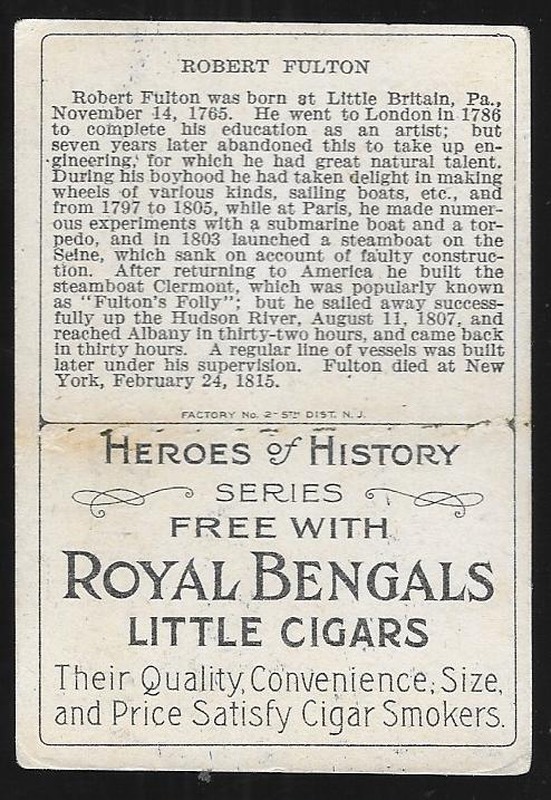 ROBERT FULTON
Robert Fulton was born at Little Britain, Pa.,
November 14, 1765. He went to London in 1786
to complete his education as an artist; but
seven years later abandoned this to take up en-
gineering, for which he had great natural talent.
During his boyhood he had taken delight in making
wheels of various kinds, sailing boats, etc., and
from 1797 to 1805, while at Paris, he made numer-
ous experiments with a submarine boat and a tor-
pedo, and in 1803 launched a steamboat on the
Seine, which sank on account of faulty construc-
tion. After returning to America he built the
steamboat Clermont, which was popularly known
as "Fulton's Folly"; but he sailed away success-
fully up the Hudson River, August 11, 1807, and
reached Albany in thirty-two hours, and came back
in thirty hours. A regular line of vessels was built
later under his supervision. Fulton died at New
York, February 24, 1815.
FACTORY No. 2-5TH DIST. N. J.
HEROES of HISTORY
SERIES
FREE WITH
ROYAL BENGALS
LITTLE CIGARS
Their Quality, Convenience, Size,
and Price Satisfy Cigar Smokers.